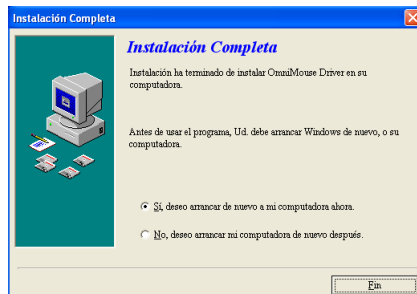 Instalación Completa
Instalación Completa
Instalación ha terminado de instalar OmniMouse Driver en su
computadora.
Antes de usar el programa, Ud. debe arrancar Windows de nuevo, o su
computadora.
Sí, deseo arrancar de nuevo a mi computadora ahora.
No, deseo arrancar mi computadora de nuevo después.
Fin